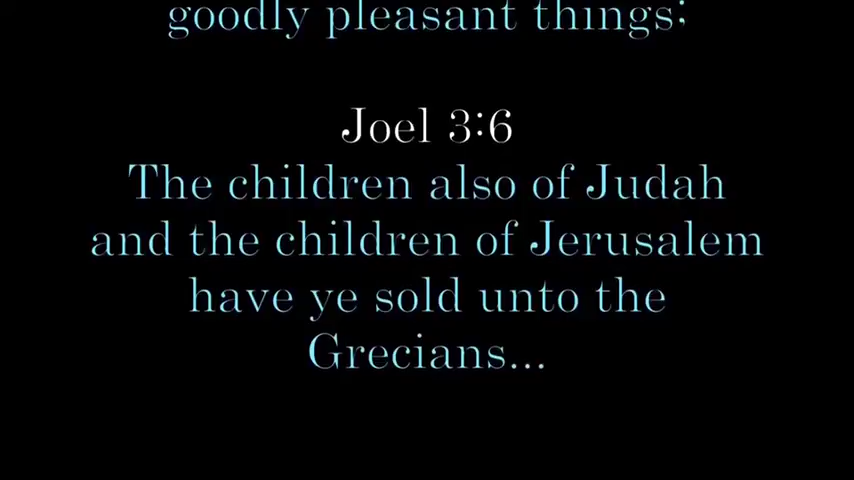 goodly pleasant things:
Joel 3:6
The children also of Judah
and the children of Jerusalem
have ye sold unto the
Grecians...